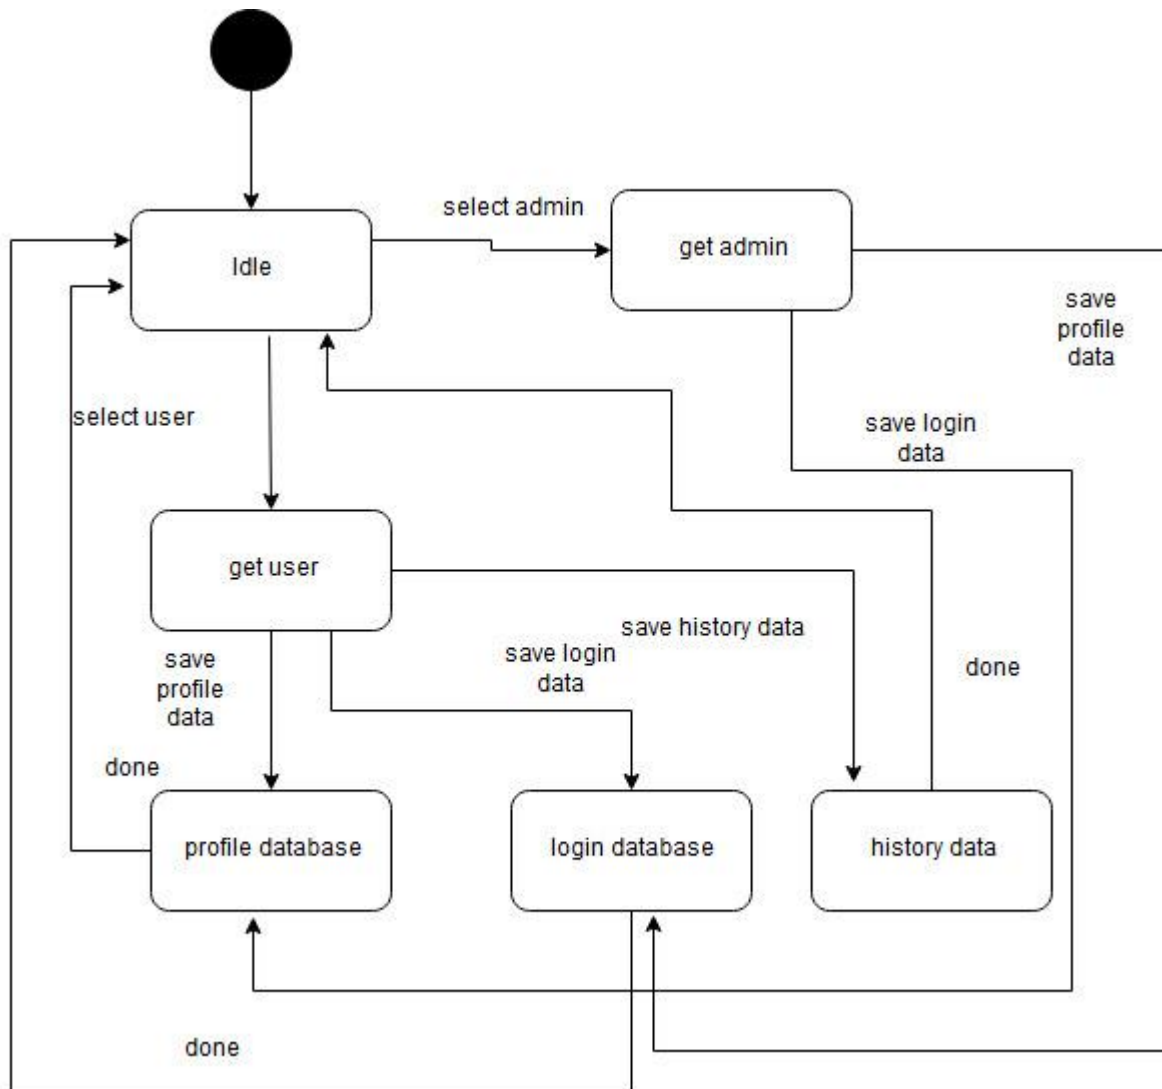 select admin
get admin
Idle
save
profile
data
select user
save login
data
get user
save history data
save login
data
save
profile
data
done
done
profile database
login database
history data
done